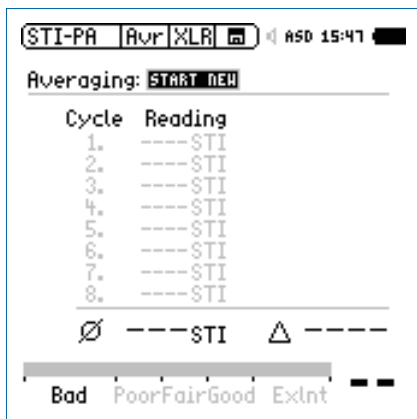 STI-PA Avr XLR ASD 15:47
Averaging: START NEW
Cycle Reading
1. ----STI
2. ----STI
3. ----STI
4. ----STI
5. ----STI
6. ----STI
7. ----STI
8. ----STI
Ø ---STI Δ ----
Bad Poor Fair Good Exlnt --